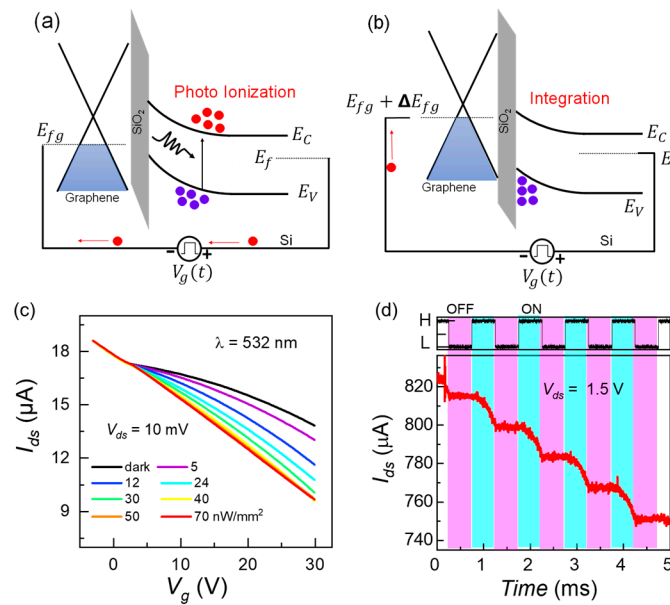 (a)
Photo Ionization
E_fg
SiO₂
E_C
E_f
E_V
Graphene
Si
- +
V_g(t)
(b)
E_fg + ΔE_fg
Integration
SiO₂
E_C
E
E_V
Graphene
Si
- +
V_g(t)
(c)
λ = 532 nm
V_ds = 10 mV
dark 5
12 24
30 40
50 70 nW/mm²
18
15
12
9
I_ds (µA)
0 10 20 30
V_g (V)
(d)
OFF ON
H
L
V_ds = 1.5 V
820
800
780
760
740
I_ds (µA)
0 1 2 3 4 5
Time (ms)